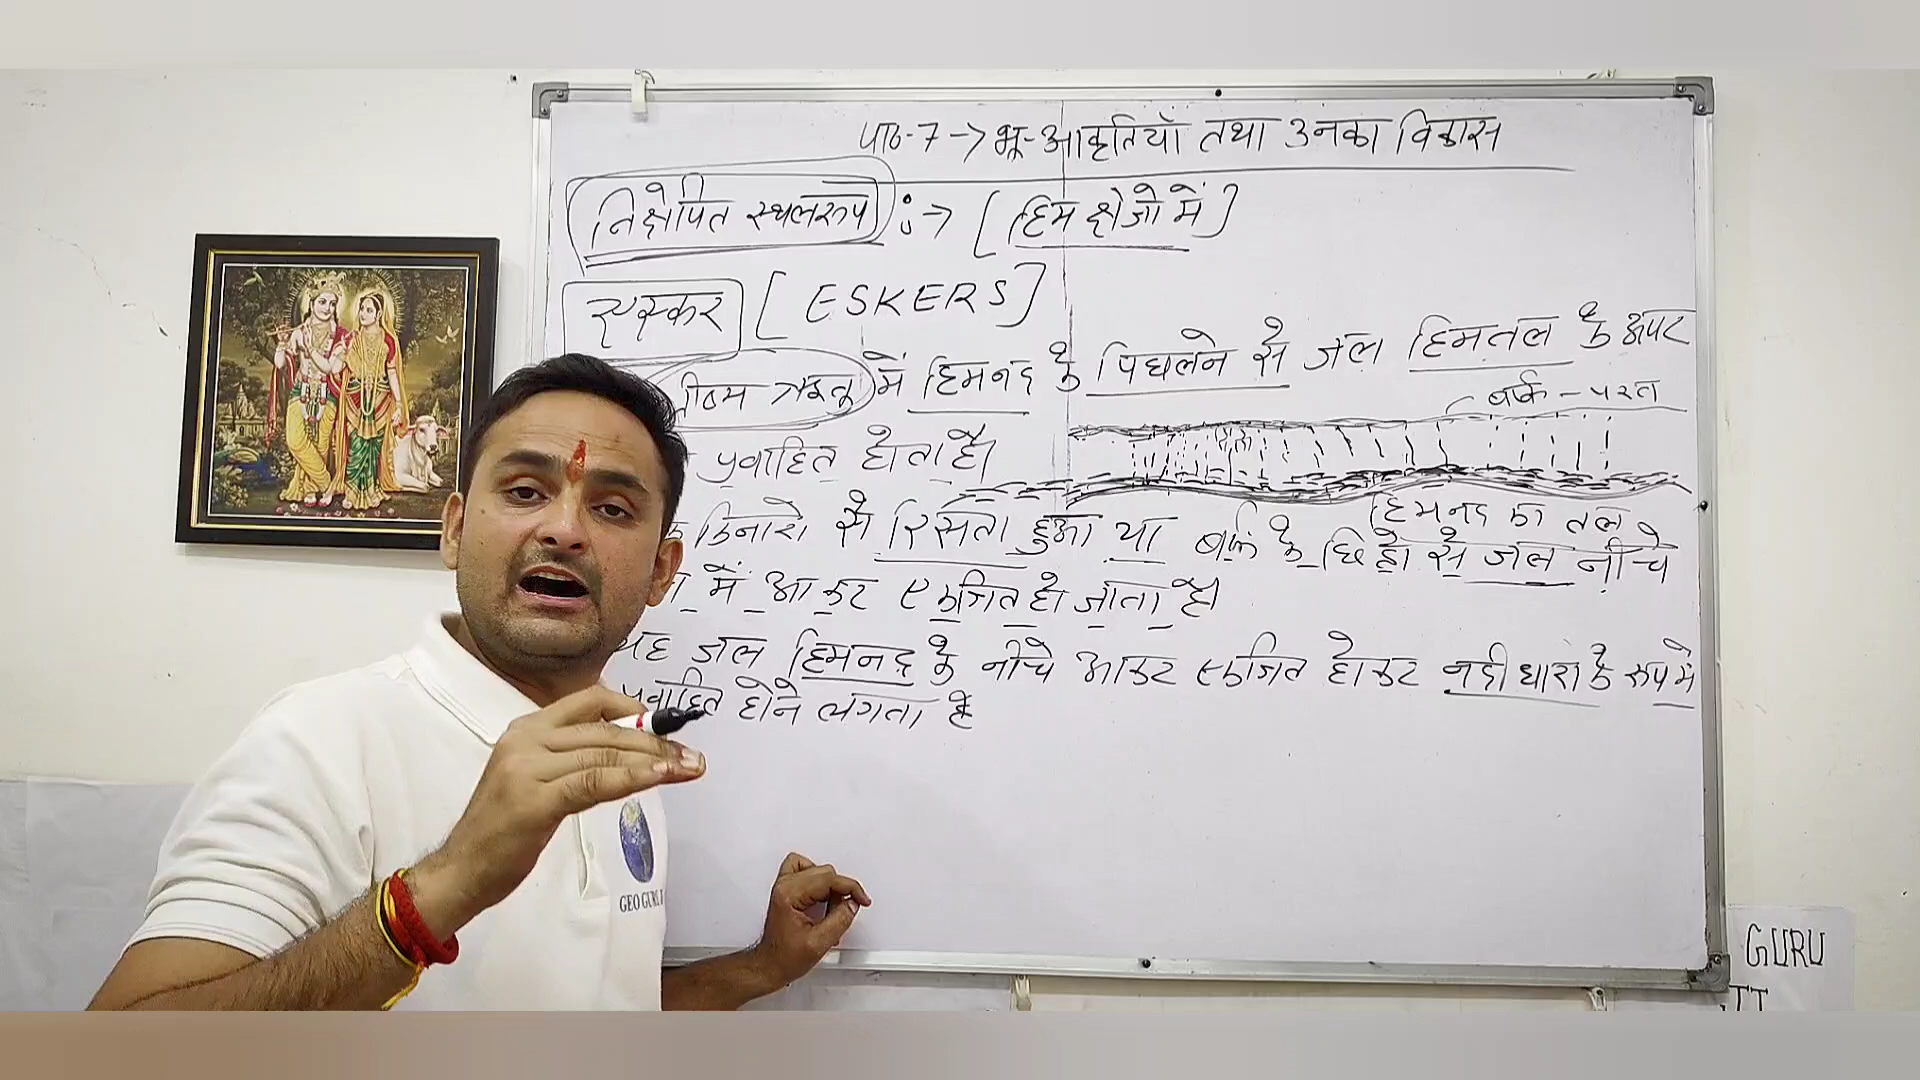 पाठ-7 → भू-आकृतियाँ तथा उनका विकास
निक्षेपित स्थलरूप :→ [हिम क्षेत्रो में]
एस्कर [ESKERS]
ग्रीष्म ऋतू में हिमनद के पिघलने से जल हिमतल के ऊपर
बर्फ - परत
प्रवाहित होता है।
हिमनद का तल
किनारो से रिसता हुआ या बर्फ के छिद्रो से जल नीचे
में आकर एकत्रित हो जाता है।
यह जल हिमनद के नीचे आकर एकत्रित होकर नदी धारा के रूप में
प्रवाहित होने लगता है
GEO GURU JI
GURU